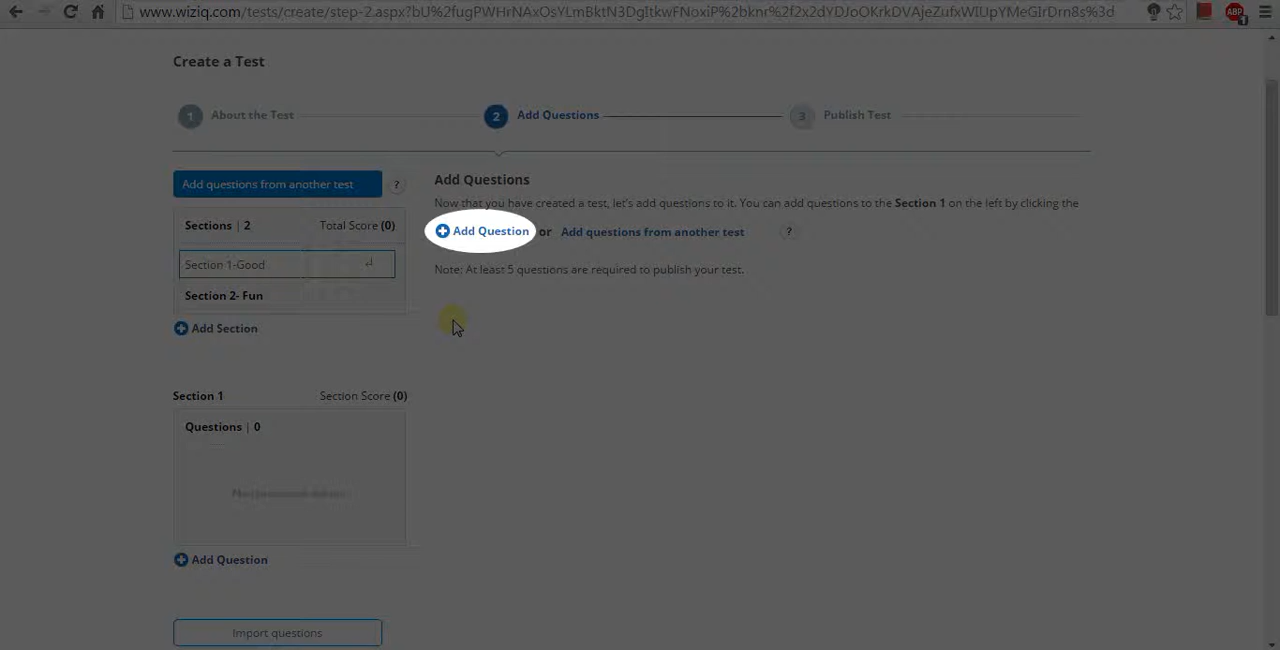 www.wiziq.com/tests/create/step-2.aspx?bU%2fugPWHrNAxOsYLmBktN3DgItkwFNoxiP%2bknr%2f2x2dYDJoOKrkDVAjeZufxWIUpYMeGIrDrn8s%3d
ABP
1
Create a Test
1 About the Test
2 Add Questions
3 Publish Test
Add questions from another test ?
Sections | 2 Total Score (0)
Section 1-Good
Section 2- Fun
Add Section
Add Questions
Now that you have created a test, let's add questions to it. You can add questions to the Section 1 on the left by clicking the
Add Question or Add questions from another test ?
Note: At least 5 questions are required to publish your test.
Section 1 Section Score (0)
Questions | 0
Add Question
Import questions